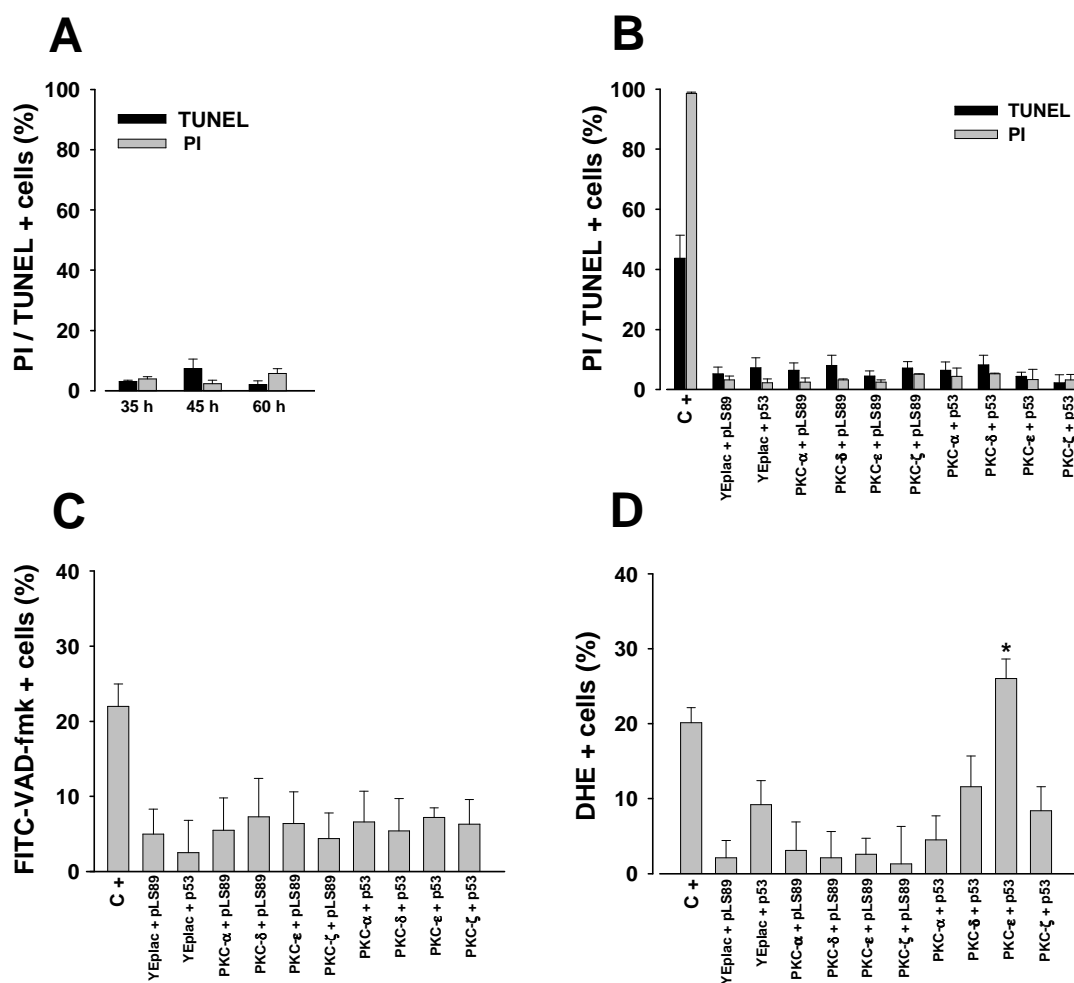 A
PI / TUNEL + cells (%)
100
80
60
40
20
0
TUNEL
PI
35 h 45 h 60 h
B
PI / TUNEL + cells (%)
100
80
60
40
20
0
TUNEL
PI
C +
YEplac + pLS89
YEplac + p53
PKC-α + pLS89
PKC-δ + pLS89
PKC-ε + pLS89
PKC-ζ + pLS89
PKC-α + p53
PKC-δ + p53
PKC-ε + p53
PKC-ζ + p53
C
FITC-VAD-fmk + cells (%)
40
30
20
10
0
C +
YEplac + pLS89
YEplac + p53
PKC-α + pLS89
PKC-δ + pLS89
PKC-ε + pLS89
PKC-ζ + pLS89
PKC-α + p53
PKC-δ + p53
PKC-ε + p53
PKC-ζ + p53
D
DHE + cells (%)
40
30
20
10
0
*
C +
YEplac + pLS89
YEplac + p53
PKC-α + pLS89
PKC-δ + pLS89
PKC-ε + pLS89
PKC-ζ + pLS89
PKC-α + p53
PKC-δ + p53
PKC-ε + p53
PKC-ζ + p53